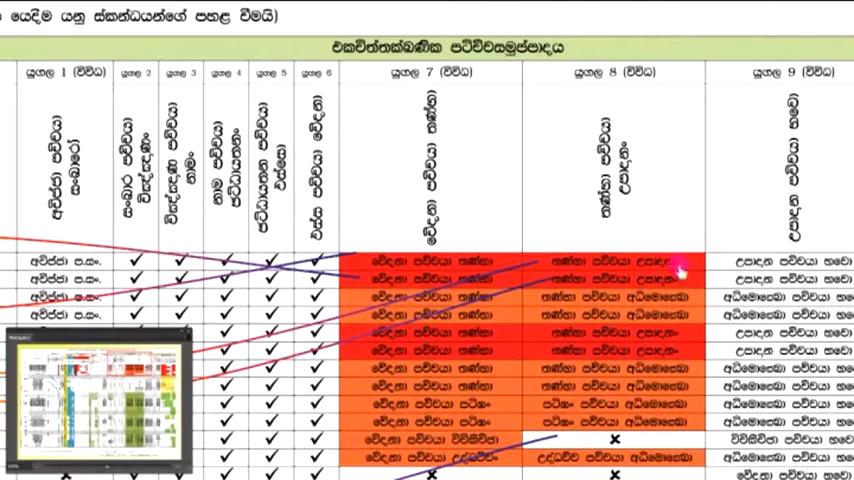 යෙදීම යනු ස්කන්ධයන්ගේ පහළ වීමයි)
එකචිත්තක්ඛණික පටිච්චසමුප්පාදය
යුගල 1 (විවිධ) යුගල 2 යුගල 3 යුගල 4 යුගල 5 යුගල 6 යුගල 7 (විවිධ) යුගල 8 (විවිධ) යුගල 9 (විවිධ)
අවිජ්ජා පච්චයා සංඛාරෝ
සංඛාර පච්චයා විඤ්ඤාණං
විඤ්ඤාණ පච්චයා නාමං
නාම පච්චයා ඡට්ඨායතනං
ඡට්ඨායතන පච්චයා ඵස්සො
ඵස්ස පච්චයා වේදනා
වේදනා පච්චයා තණ්හා
තණ්හා පච්චයා උපාදානං
උපාදාන පච්චයා භවෝ
අවිජ්ජා ප.සං. ✓ ✓ ✓ ✓ ✓ වේදනා පච්චයා තණ්හා තණ්හා පච්චයා උපාදා උපාදාන පච්චයා භවෝ
අවිජ්ජා ප.සං. ✓ ✓ ✓ ✓ ✓ වේදනා පච්චයා තණ්හා තණ්හා පච්චයා උපාදානං උපාදාන පච්චයා භවෝ
අවිජ්ජා ප.සං. ✓ ✓ ✓ ✓ ✓ වේදනා පච්චයා තණ්හා තණ්හා පච්චයා අධිමොක්ඛො අධිමොක්ඛො පච්චයා භ
අවිජ්ජා ප.සං. ✓ ✓ ✓ ✓ ✓ වේදනා පච්චයා තණ්හා තණ්හා පච්චයා අධිමොක්ඛො අධිමොක්ඛො පච්චයා භ
✓ ✓ ✓ වේදනා පච්චයා තණ්හා තණ්හා පච්චයා උපාදානං උපාදාන පච්චයා භවෝ
✓ ✓ ✓ වේදනා පච්චයා තණ්හා තණ්හා පච්චයා උපාදානං උපාදාන පච්චයා භවෝ
✓ ✓ ✓ වේදනා පච්චයා තණ්හා තණ්හා පච්චයා අධිමොක්ඛො අධිමොක්ඛො පච්චයා භ
✓ ✓ ✓ වේදනා පච්චයා තණ්හා තණ්හා පච්චයා අධිමොක්ඛො අධිමොක්ඛො පච්චයා භ
✓ ✓ ✓ වේදනා පච්චයා පටිඝං පටිඝං පච්චයා අධිමොක්ඛො අධිමොක්ඛො පච්චයා භ
✓ ✓ ✓ වේදනා පච්චයා පටිඝං පටිඝං පච්චයා අධිමොක්ඛො අධිමොක්ඛො පච්චයා භ
✓ ✓ ✓ වේදනා පච්චයා විචිකිච්ඡා ✗ විචිකිච්ඡා පච්චයා භ
✓ ✓ ✓ වේදනා පච්චයා උද්ධච්චං උද්ධච්ච පච්චයා අධිමොක්ඛො අධිමොක්ඛො පච්චයා භ
✗ ✓ ✓ ✓ ✗ ✗ වේදනා පච්චයා භවෝ